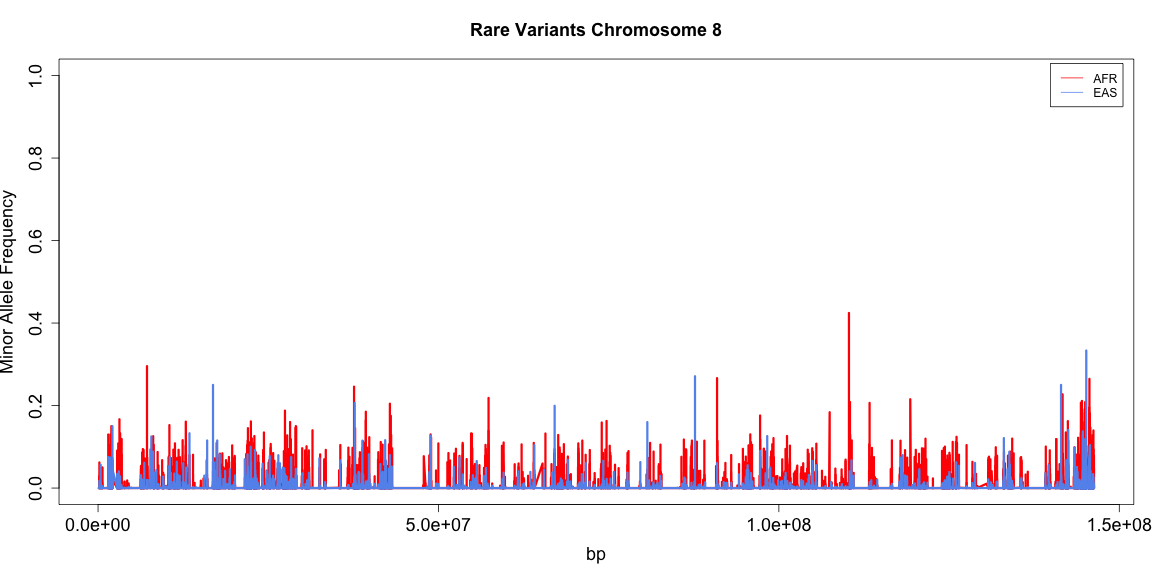 Rare Variants Chromosome 8
AFR
EAS
Minor Allele Frequency
1.0
0.8
0.6
0.4
0.2
0.0
0.0e+00
5.0e+07
1.0e+08
1.5e+08
bp